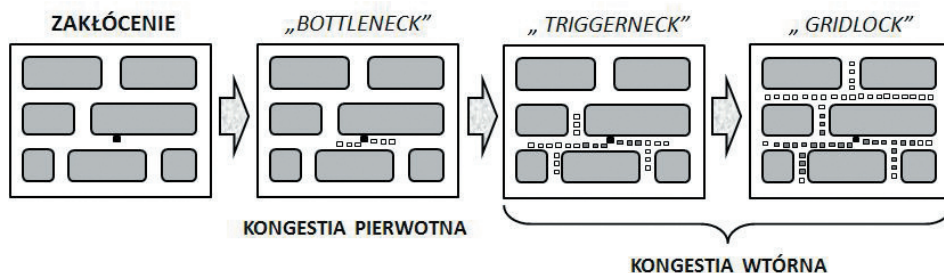 ZAKŁÓCENIE
„BOTTLENECK”
„ TRIGGERNECK”
„ GRIDLOCK”
KONGESTIA PIERWOTNA
KONGESTIA WTÓRNA